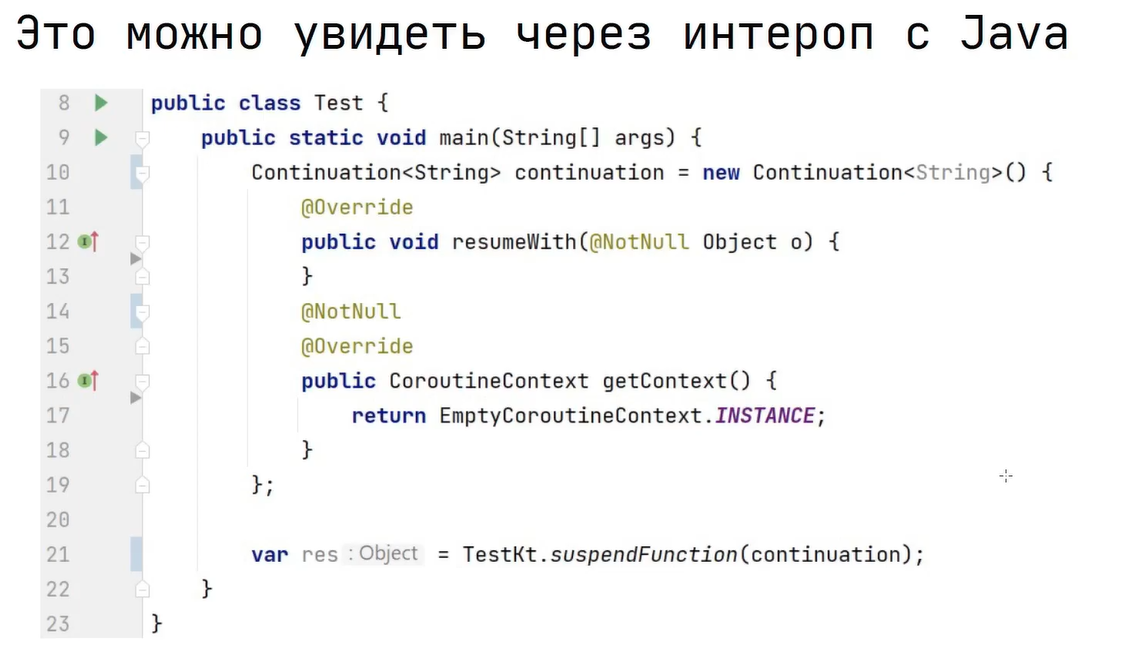 Это можно увидеть через интероп с Java
8 public class Test {
9 public static void main(String[] args) {
10 Continuation<String> continuation = new Continuation<String>() {
11 @Override
12 public void resumeWith(@NotNull Object o) {
13 }
14 @NotNull
15 @Override
16 public CoroutineContext getContext() {
17 return EmptyCoroutineContext.INSTANCE;
18 }
19 };
20
21 var res : Object = TestKt.suspendFunction(continuation);
22 }
23 }